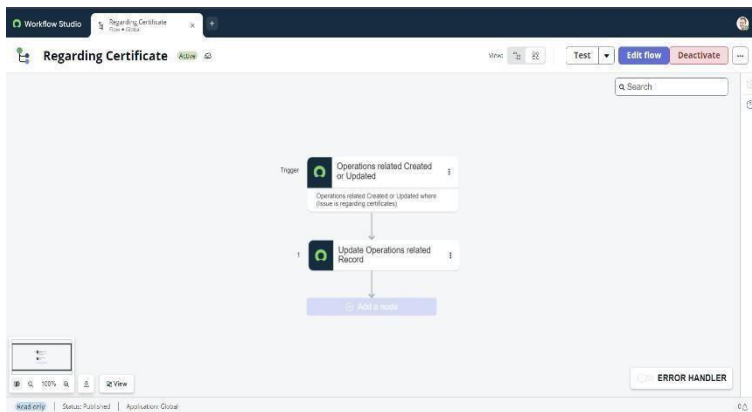 Workflow Studio
Regarding Certificate
Flow • Global
Regarding Certificate
Active
View:
Test
Edit flow
Deactivate
Search
Trigger
Operations related Created
or Updated
Operations related Created or Updated where
(Issue is regarding certificates)
1
Update Operations related
Record
Add a node
100%
View
ERROR HANDLER
Read only
Status: Published
Application: Global
0